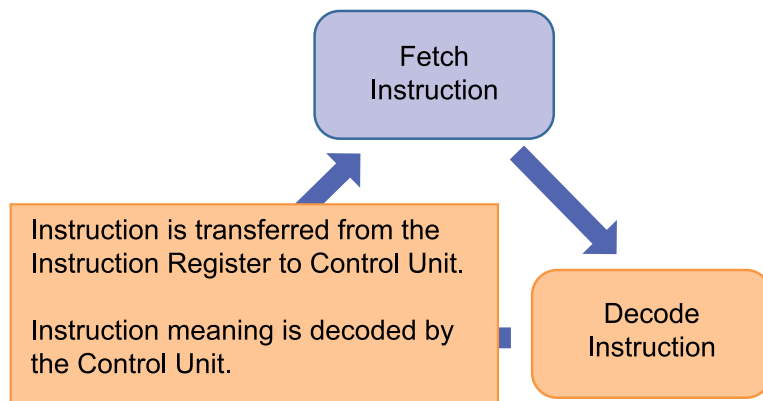 Fetch
Instruction
Instruction is transferred from the
Instruction Register to Control Unit.
Instruction meaning is decoded by
the Control Unit.
Decode
Instruction